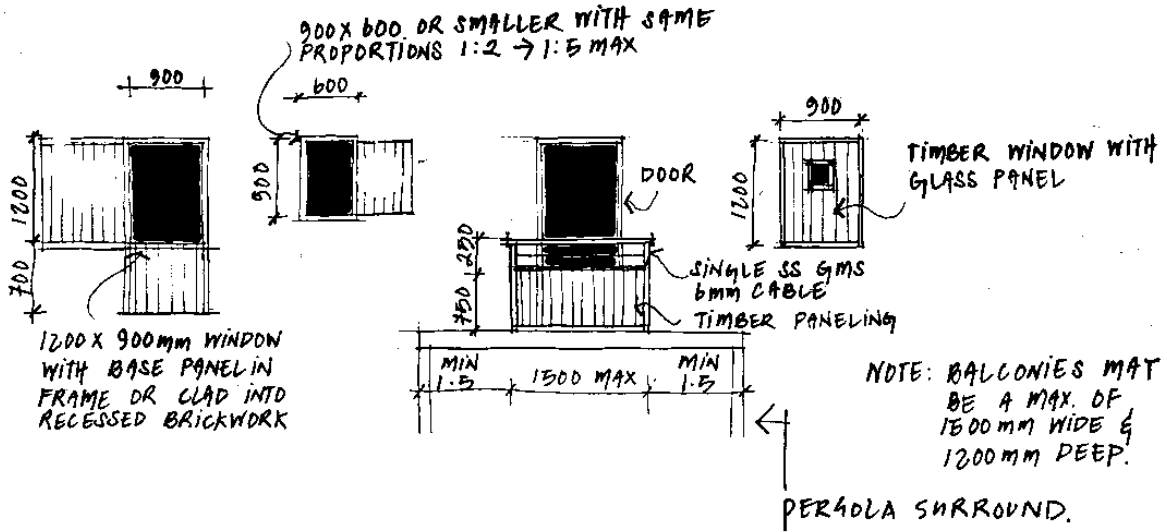 900 X 600 OR SMALLER WITH SAME
PROPORTIONS 1:2 → 1:5 MAX
900
600
900
1200
700
900
1200
DOOR
TIMBER WINDOW WITH
GLASS PANEL
250
750
SINGLE SS GMS
6mm CABLE
TIMBER PANELING
1200 X 900mm WINDOW
WITH BASE PANEL IN
FRAME OR CLAD INTO
RECESSED BRICKWORK
MIN
1.5
1500 MAX
MIN
1.5
NOTE: BALCONIES MAT
BE A MAX. OF
1500mm WIDE &
1200mm DEEP.
PERGOLA SURROUND.